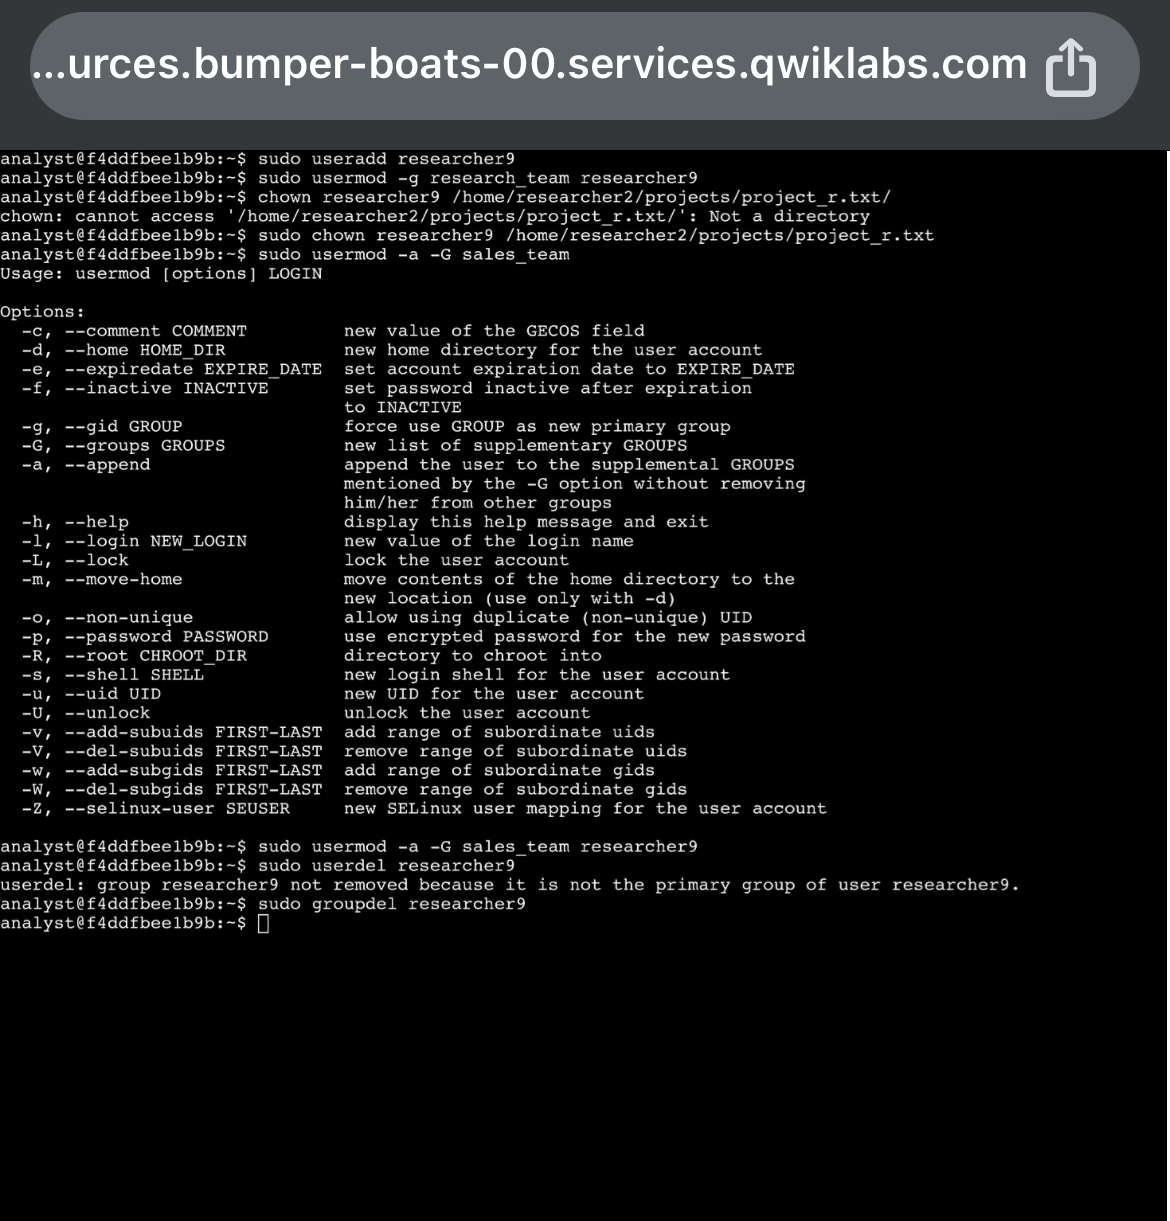 ...urces.bumper-boats-00.services.qwiklabs.com
analyst@f4ddfbee1b9b:~$ sudo useradd researcher9
analyst@f4ddfbee1b9b:~$ sudo usermod -g research_team researcher9
analyst@f4ddfbee1b9b:~$ chown researcher9 /home/researcher2/projects/project_r.txt/
chown: cannot access '/home/researcher2/projects/project_r.txt/': Not a directory
analyst@f4ddfbee1b9b:~$ sudo chown researcher9 /home/researcher2/projects/project_r.txt
analyst@f4ddfbee1b9b:~$ sudo usermod -a -G sales_team
Usage: usermod [options] LOGIN

Options:
  -c, --comment COMMENT         new value of the GECOS field
  -d, --home HOME_DIR           new home directory for the user account
  -e, --expiredate EXPIRE_DATE  set account expiration date to EXPIRE_DATE
  -f, --inactive INACTIVE       set password inactive after expiration
                                to INACTIVE
  -g, --gid GROUP               force use GROUP as new primary group
  -G, --groups GROUPS           new list of supplementary GROUPS
  -a, --append                  append the user to the supplemental GROUPS
                                mentioned by the -G option without removing
                                him/her from other groups
  -h, --help                    display this help message and exit
  -l, --login NEW_LOGIN         new value of the login name
  -L, --lock                    lock the user account
  -m, --move-home               move contents of the home directory to the
                                new location (use only with -d)
  -o, --non-unique              allow using duplicate (non-unique) UID
  -p, --password PASSWORD       use encrypted password for the new password
  -R, --root CHROOT_DIR         directory to chroot into
  -s, --shell SHELL             new login shell for the user account
  -u, --uid UID                 new UID for the user account
  -U, --unlock                  unlock the user account
  -v, --add-subuids FIRST-LAST  add range of subordinate uids
  -V, --del-subuids FIRST-LAST  remove range of subordinate uids
  -w, --add-subgids FIRST-LAST  add range of subordinate gids
  -W, --del-subgids FIRST-LAST  remove range of subordinate gids
  -Z, --selinux-user SEUSER     new SELinux user mapping for the user account

analyst@f4ddfbee1b9b:~$ sudo usermod -a -G sales_team researcher9
analyst@f4ddfbee1b9b:~$ sudo userdel researcher9
userdel: group researcher9 not removed because it is not the primary group of user researcher9.
analyst@f4ddfbee1b9b:~$ sudo groupdel researcher9
analyst@f4ddfbee1b9b:~$